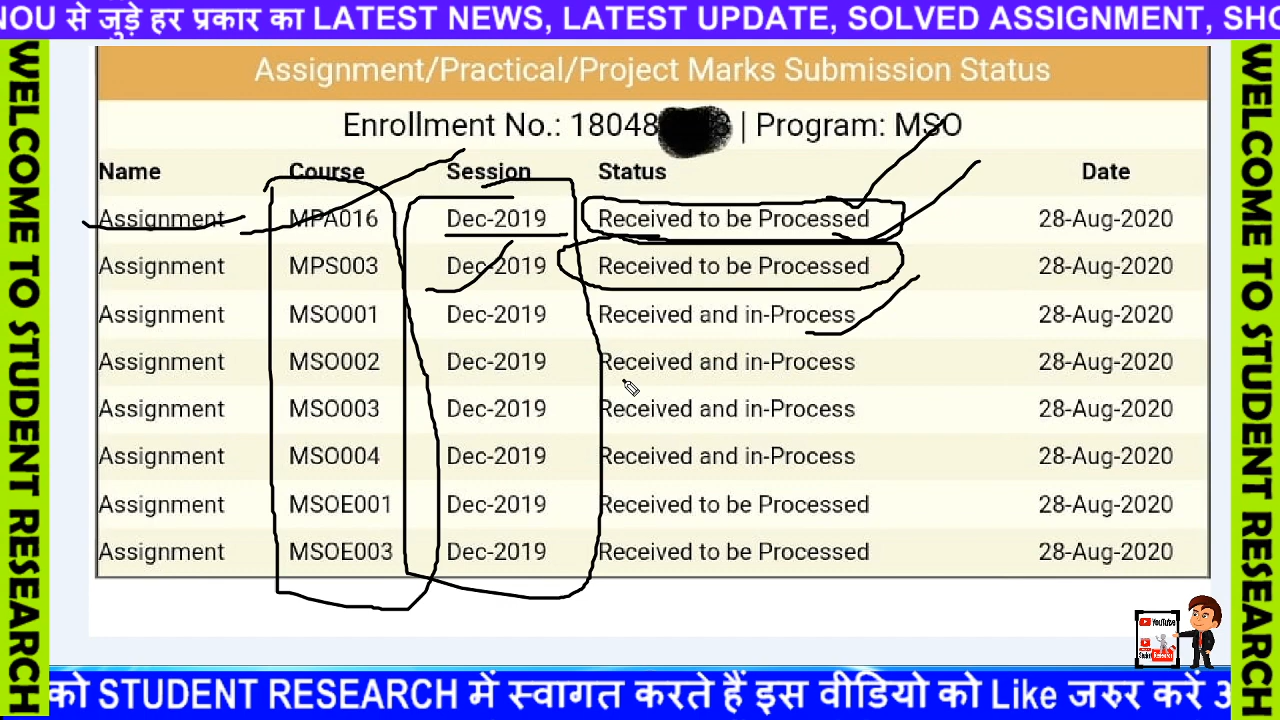 NOU से जुड़े हर प्रकार का LATEST NEWS, LATEST UPDATE, SOLVED ASSIGNMENT, SHO
WELCOME TO STUDENT RESEARCH
Assignment/Practical/Project Marks Submission Status
Enrollment No.: 18048 8 | Program: MSO
Name Course Session Status Date
Assignment MPA016 Dec-2019 Received to be Processed 28-Aug-2020
Assignment MPS003 Dec-2019 Received to be Processed 28-Aug-2020
Assignment MSO001 Dec-2019 Received and in-Process 28-Aug-2020
Assignment MSO002 Dec-2019 Received and in-Process 28-Aug-2020
Assignment MSO003 Dec-2019 Received and in-Process 28-Aug-2020
Assignment MSO004 Dec-2019 Received and in-Process 28-Aug-2020
Assignment MSOE001 Dec-2019 Received to be Processed 28-Aug-2020
Assignment MSOE003 Dec-2019 Received to be Processed 28-Aug-2020
WELCOME TO STUDENT RESEARCH
YouTube
को STUDENT RESEARCH में स्वागत करते हैं इस वीडियो को Like जरुर करें